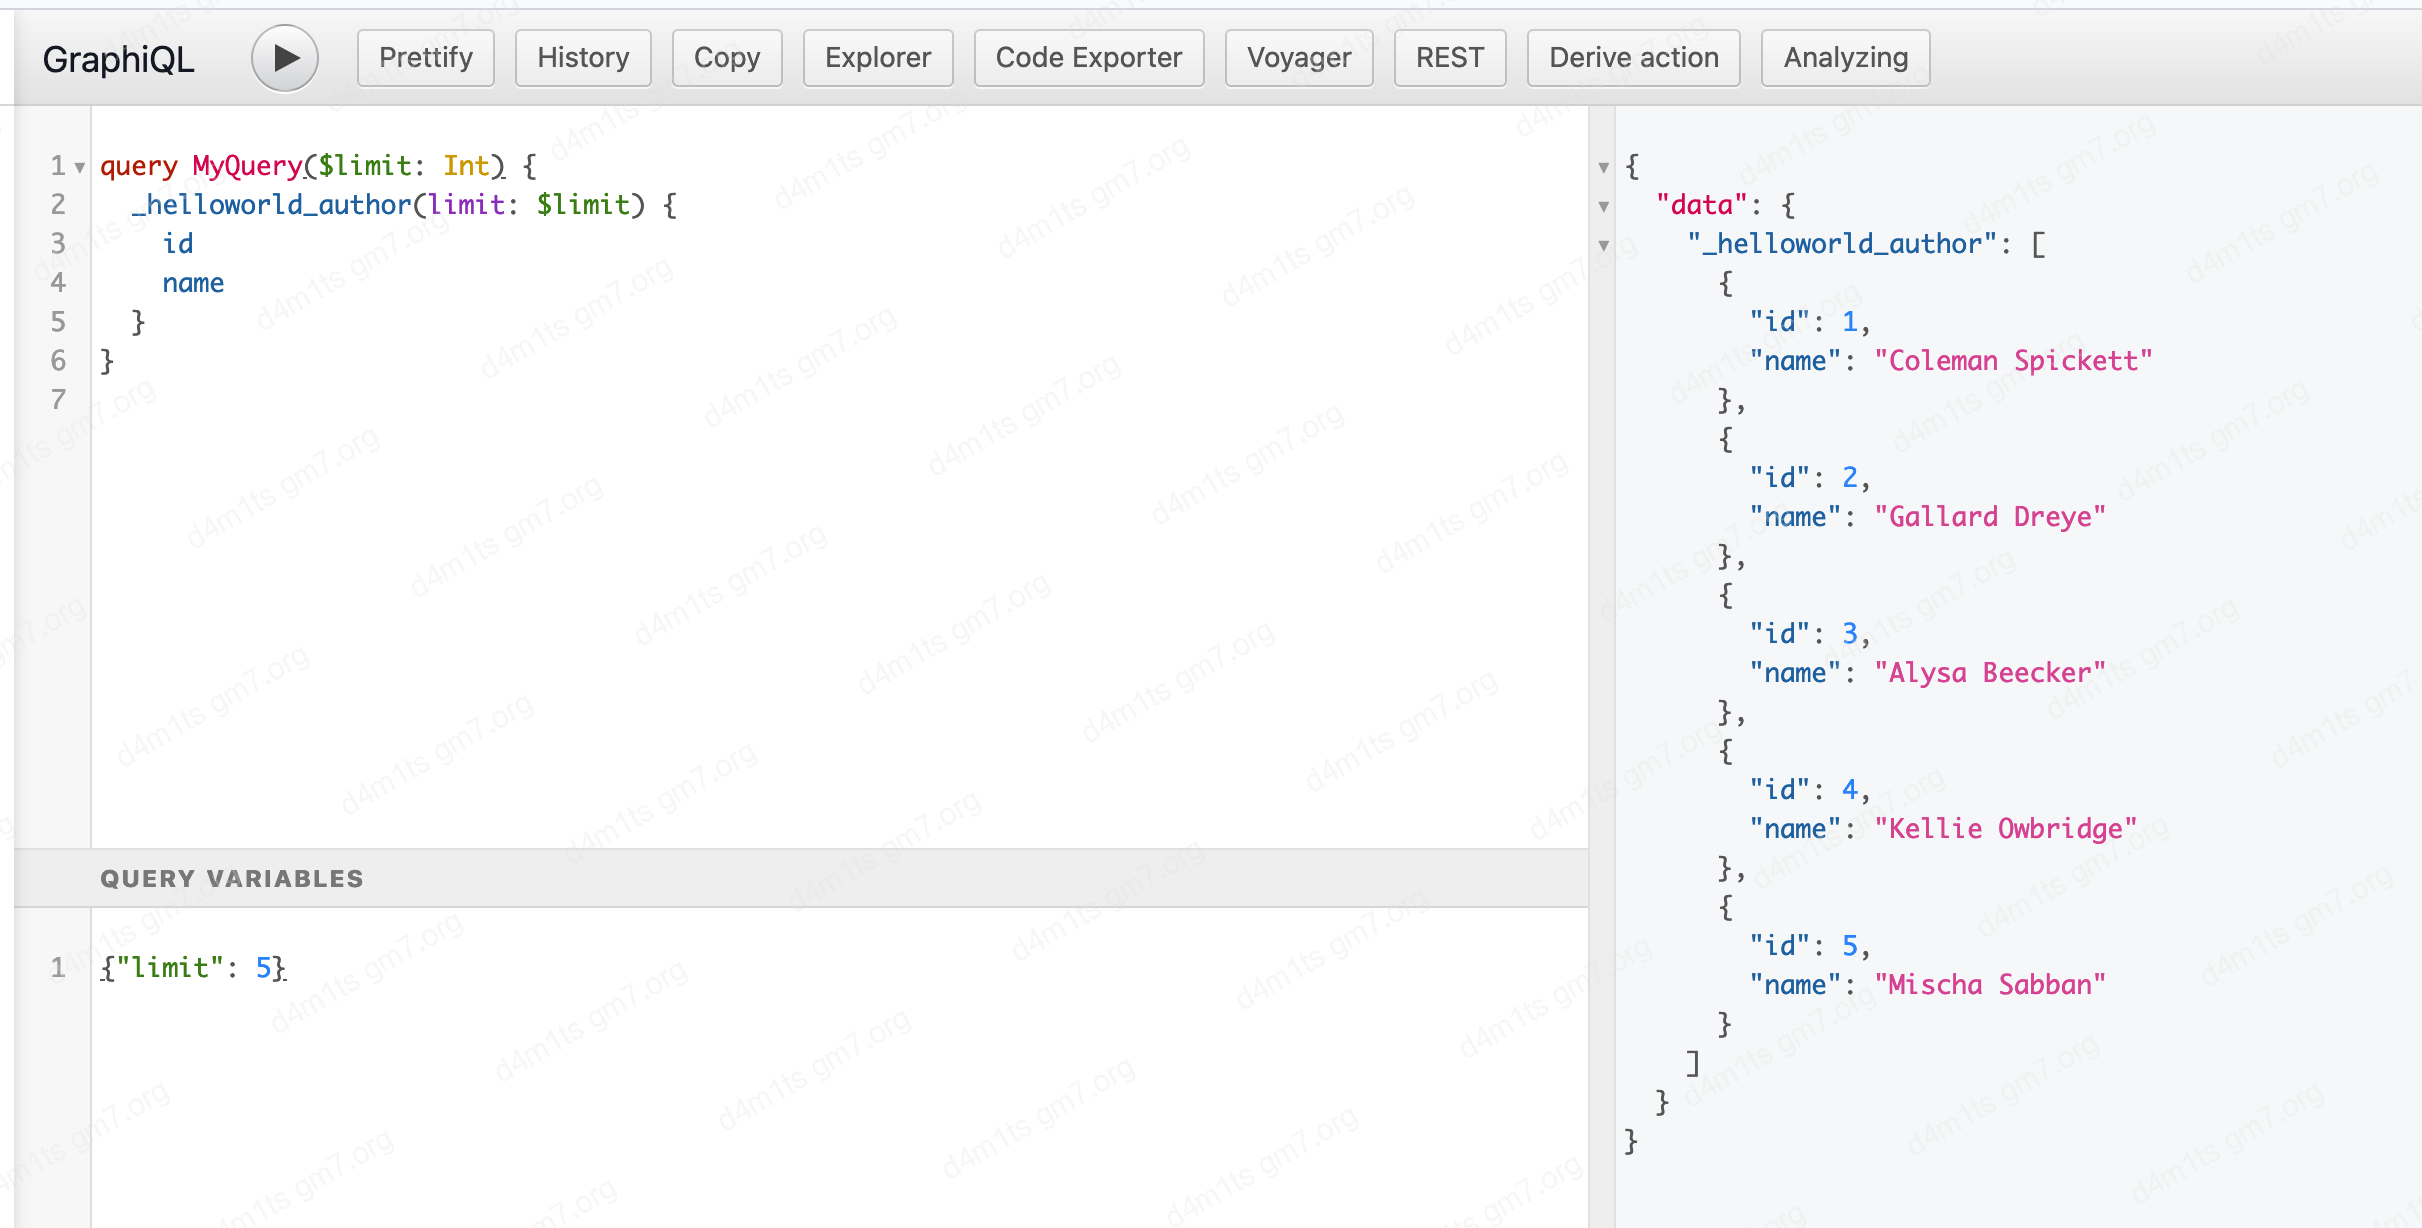 GraphiQL Prettify History Copy Explorer Code Exporter Voyager REST Derive action Analyzing
1 query MyQuery($limit: Int) {
2 _helloworld_author(limit: $limit) {
3 id
4 name
5 }
6 }
7
QUERY VARIABLES
1 {"limit": 5}
{
"data": {
"_helloworld_author": [
{
"id": 1,
"name": "Coleman Spickett"
},
{
"id": 2,
"name": "Gallard Dreye"
},
{
"id": 3,
"name": "Alysa Beecker"
},
{
"id": 4,
"name": "Kellie Owbridge"
},
{
"id": 5,
"name": "Mischa Sabban"
}
]
}
}
d4m1ts gm7.org